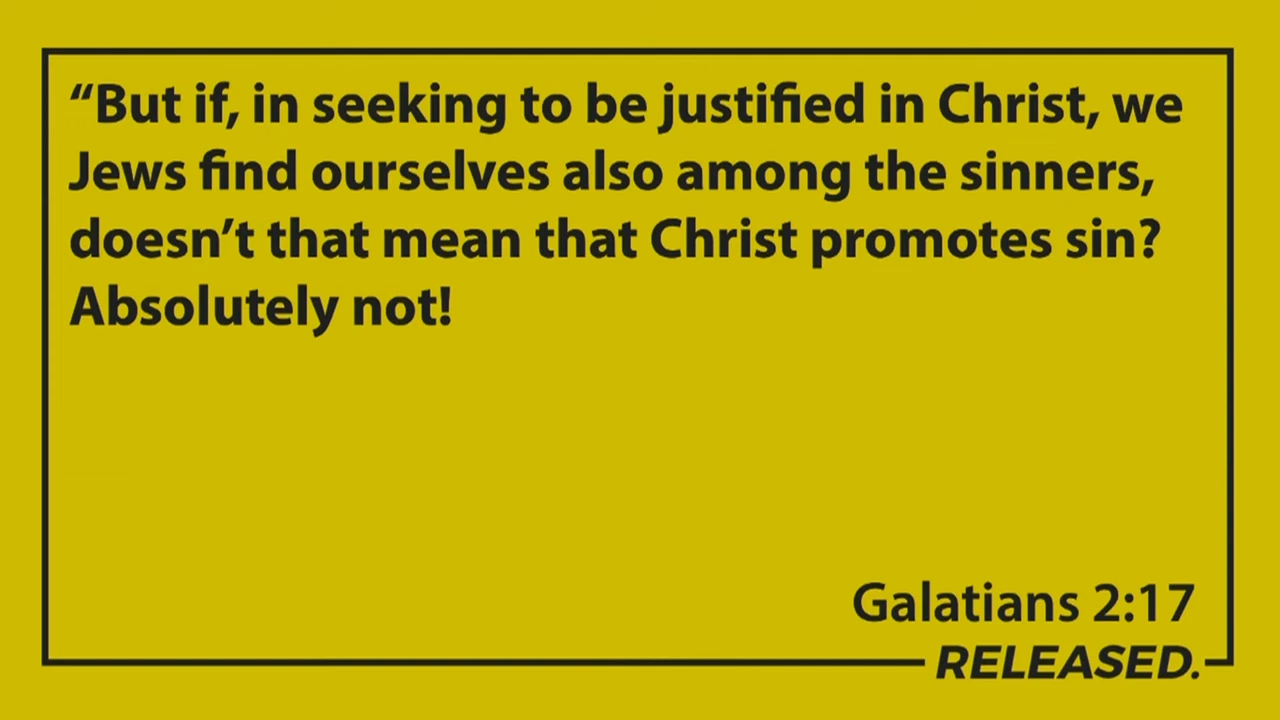 “But if, in seeking to be justified in Christ, we
Jews find ourselves also among the sinners,
doesn’t that mean that Christ promotes sin?
Absolutely not!
Galatians 2:17
RELEASED.